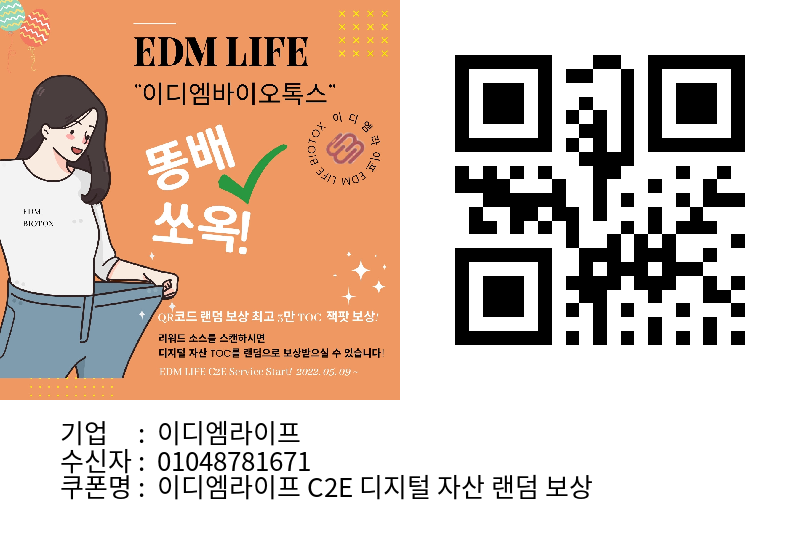 EDM LIFE
"이디엠바이오톡스"
이디엠라이프 EDM LIFE BIOTOX
똥배
쏘옥!
EDM
BIOTOX
QR코드 랜덤 보상 최고 5만 TOC 잭팟 보상!
리워드 소스를 스캔하시면
디지털 자산 TOC를 랜덤으로 보상받으실 수 있습니다!
EDM LIFE C2E Service Start! 2022. 05. 09 ~
기업 : 이디엠라이프
수신자 : 01048781671
쿠폰명 : 이디엠라이프 C2E 디지털 자산 랜덤 보상